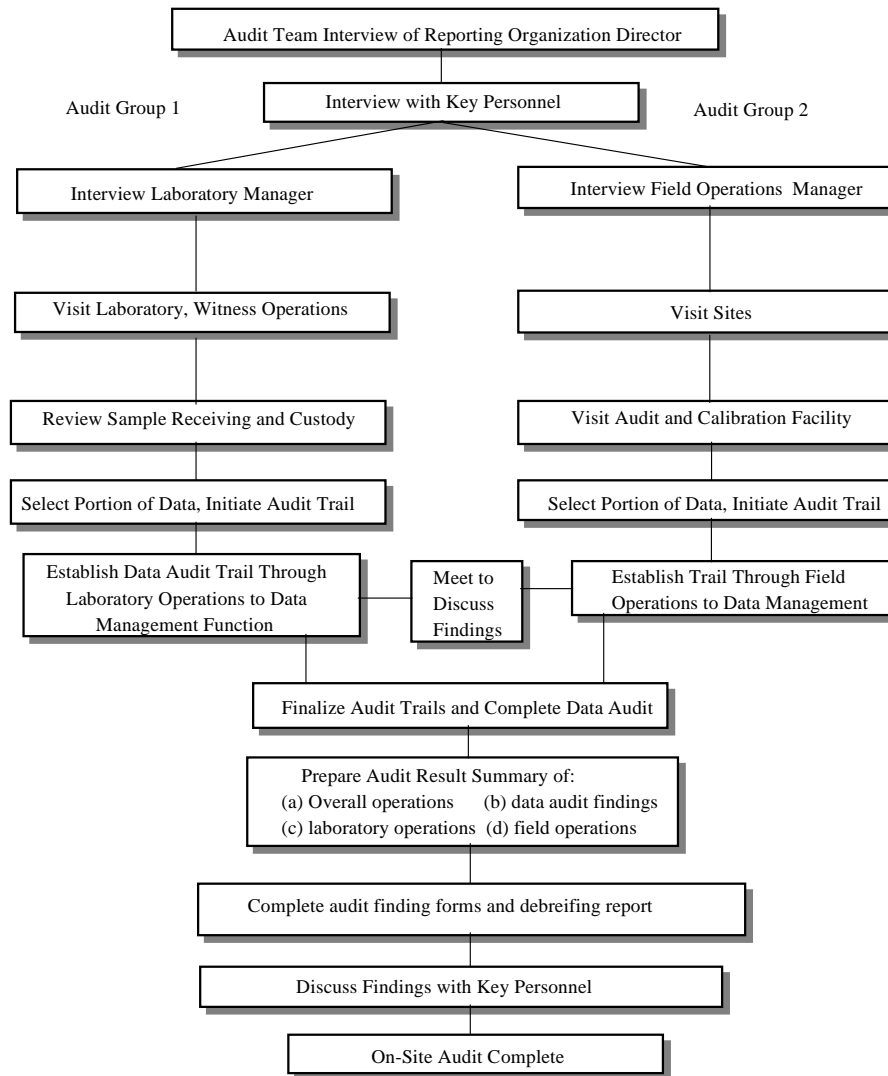 Audit Team Interview of Reporting Organization Director
Interview with Key Personnel
Audit Group 1
Audit Group 2
Interview Laboratory Manager
Interview Field Operations Manager
Visit Laboratory, Witness Operations
Visit Sites
Review Sample Receiving and Custody
Visit Audit and Calibration Facility
Select Portion of Data, Initiate Audit Trail
Select Portion of Data, Initiate Audit Trail
Establish Data Audit Trail Through
Laboratory Operations to Data
Management Function
Meet to
Discuss
Findings
Establish Trail Through Field
Operations to Data Management
Finalize Audit Trails and Complete Data Audit
Prepare Audit Result Summary of:
(a) Overall operations (b) data audit findings
(c) laboratory operations (d) field operations
Complete audit finding forms and debreifing report
Discuss Findings with Key Personnel
On-Site Audit Complete